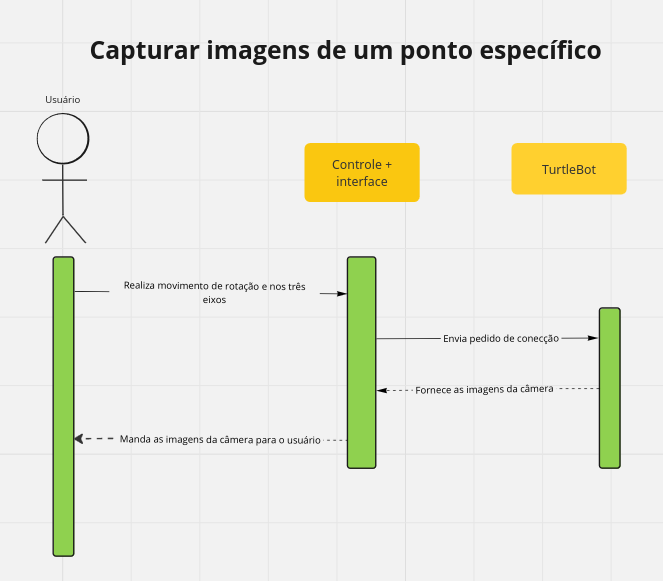 Capturar imagens de um ponto específico
Usuário
Controle +
interface
TurtleBot
Realiza movimento de rotação e nos três
eixos
Envia pedido de conecção
Fornece as imagens da câmera
Manda as imagens da câmera para o usuário